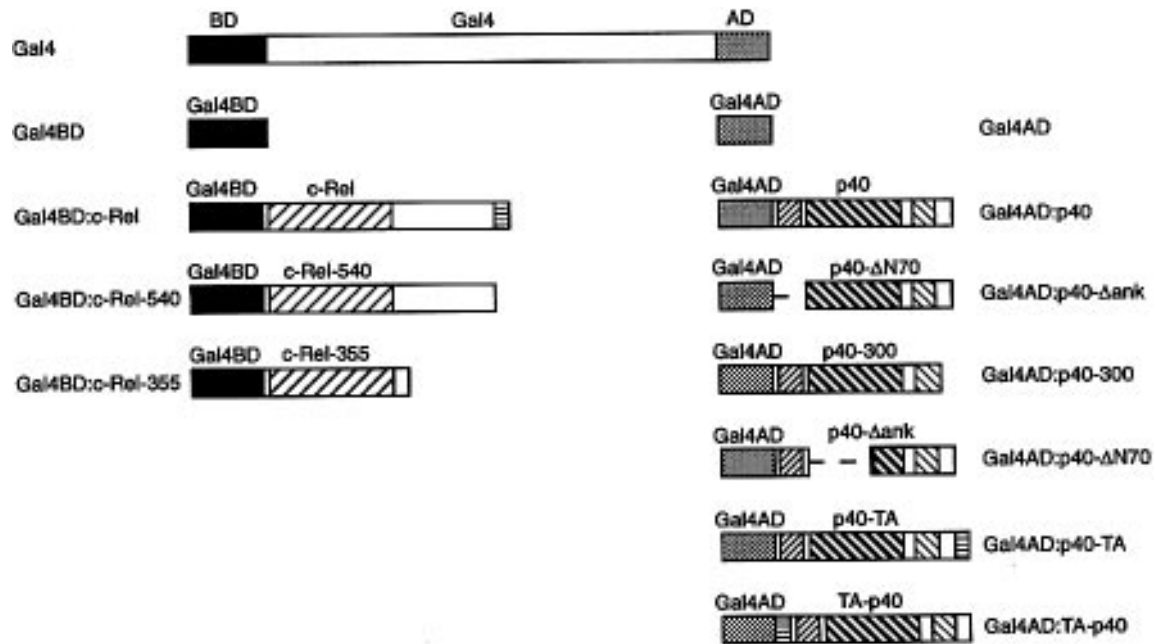 BD Gal4 AD
Gal4
Gal4BD Gal4AD
Gal4BD Gal4AD
Gal4BD c-Rel Gal4AD p40
Gal4BD:c-Rel Gal4AD:p40
Gal4BD c-Rel-540 Gal4AD p40-ΔN70
Gal4BD:c-Rel-540 Gal4AD:p40-Δank
Gal4BD c-Rel-355 Gal4AD p40-300
Gal4BD:c-Rel-355 Gal4AD:p40-300
Gal4AD p40-Δank
Gal4AD:p40-ΔN70
Gal4AD p40-TA
Gal4AD:p40-TA
Gal4AD TA-p40
Gal4AD:TA-p40